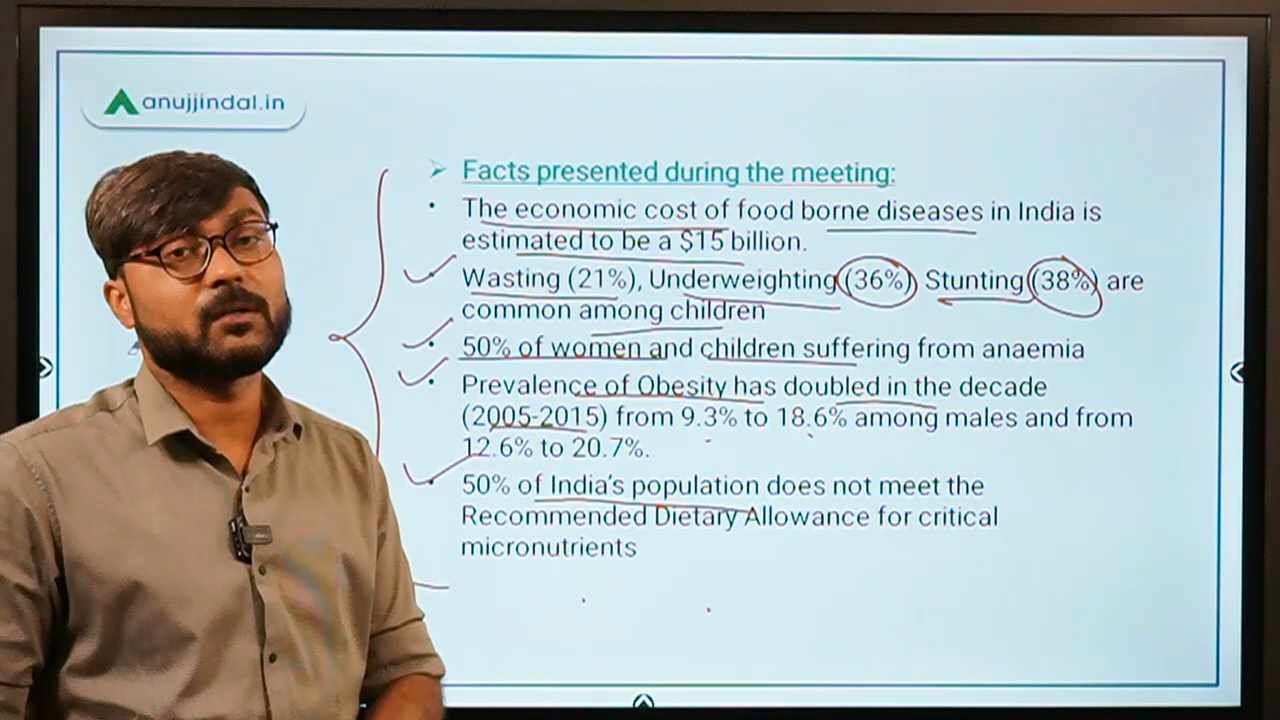 anujjindal.in
Facts presented during the meeting:
The economic cost of food borne diseases in India is
estimated to be a $15 billion.
Wasting (21%), Underweighting (36%) Stunting (38%) are
common among children
50% of women and children suffering from anaemia
Prevalence of Obesity has doubled in the decade
(2005-2015) from 9.3% to 18.6% among males and from
12.6% to 20.7%.
50% of India's population does not meet the
Recommended Dietary Allowance for critical
micronutrients